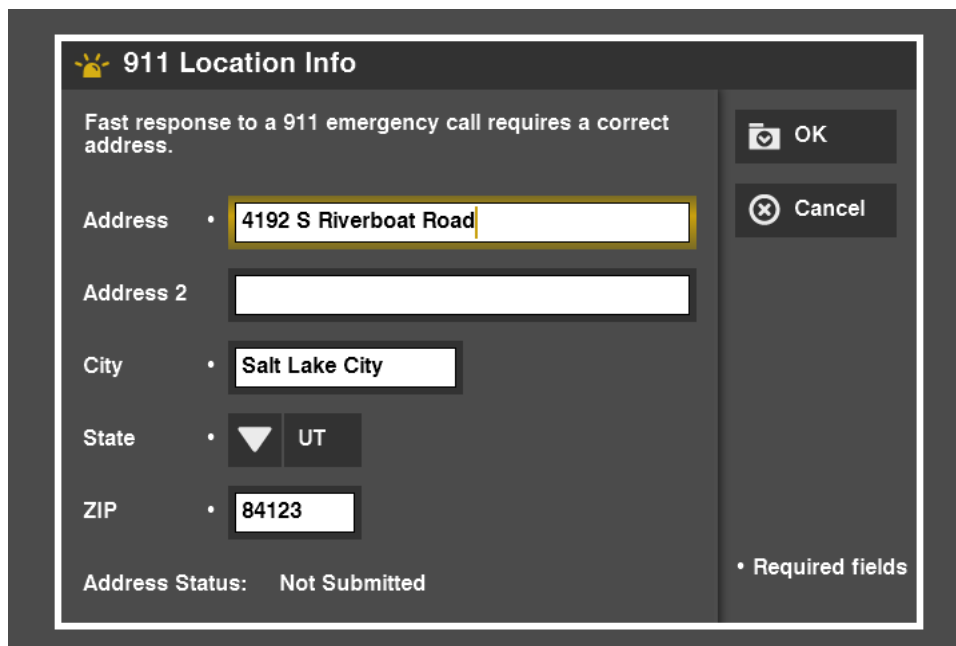 911 Location Info
Fast response to a 911 emergency call requires a correct
address.
Address • 4192 S Riverboat Road
Address 2
City • Salt Lake City
State • UT
ZIP • 84123
Address Status: Not Submitted
OK
Cancel
• Required fields